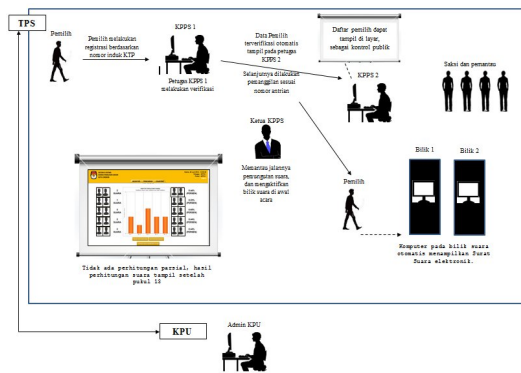 TPS
Pemilih
Pemilih melakukan
registrasi berdasarkan
nomor induk KTP
KPPS 1
Petugas KPPS 1
melakukan verifikasi
Data Pemilih
terverifikasi otomatis
tampil pada petugas
KPPS 2
Selanjutnya dilakukan
pemanggilan sesuai
nomor antrian
Daftar pemilih dapat
tampil di layar,
sebagai kontrol publik
KPPS 2
Saksi dan pemantau
Ketua KPPS
Memantau jalannya
pemungutan suara,
dan mengaktifkan
bilik suara di awal
acara
Pemilih
Bilik 1
Bilik 2
Komputer pada bilik suara
otomatis menampilkan Surat
Suara elektronik.
Tidak ada perhitungan parsial, hasil
perhitungan suara tampil setelah
pukul 13
KPU
Admin KPU